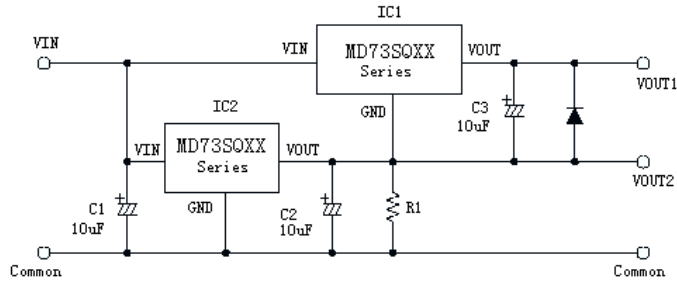 IC1
VIN
VIN
MD73SQXX
Series
VOUT
VOUT1
GND
C3
10uF
IC2
VIN
MD73SQXX
Series
VOUT
VOUT2
C1
10uF
GND
C2
10uF
R1
Common
Common